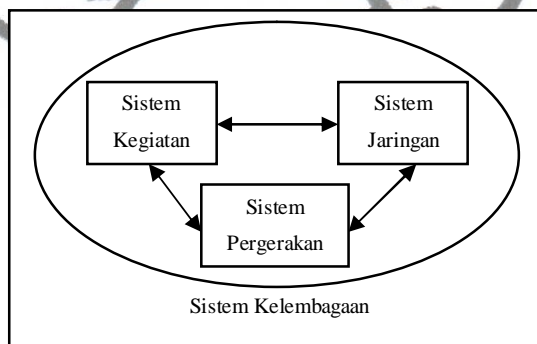 Sistem
Kegiatan
Sistem
Jaringan
Sistem
Pergerakan
Sistem Kelembagaan